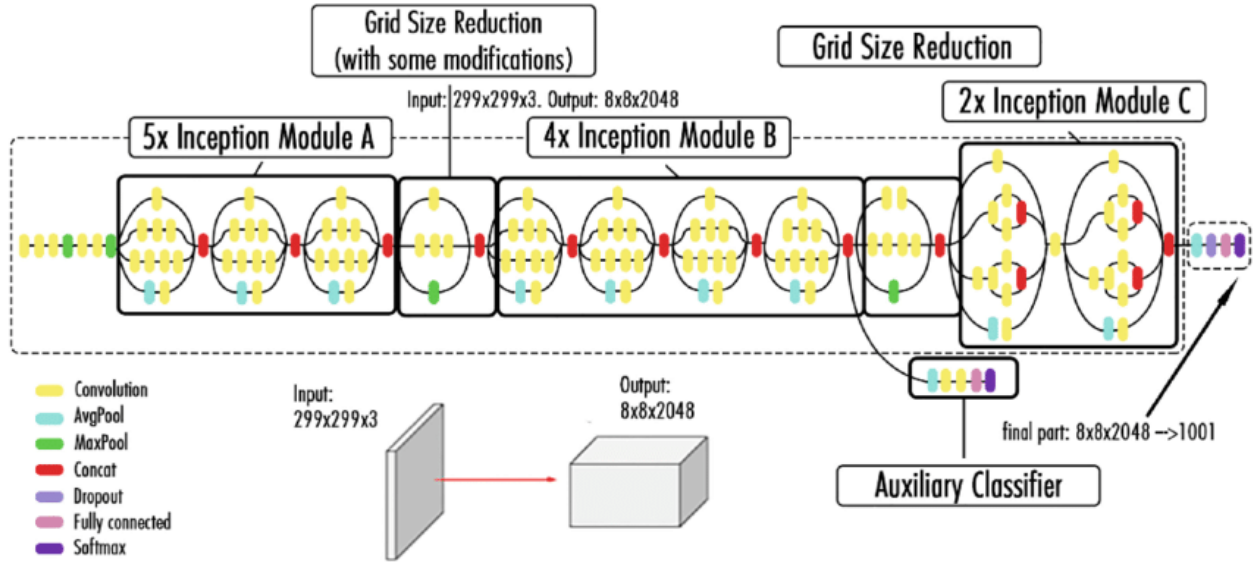 Grid Size Reduction
(with some modifications)
Grid Size Reduction
Input: 299x299x3. Output: 8x8x2048
2x Inception Module C
5x Inception Module A
4x Inception Module B
Convolution
AvgPool
MaxPool
Concat
Dropout
Fully connected
Softmax
Input:
299x299x3
Output:
8x8x2048
final part: 8x8x2048 -->1001
Auxiliary Classifier